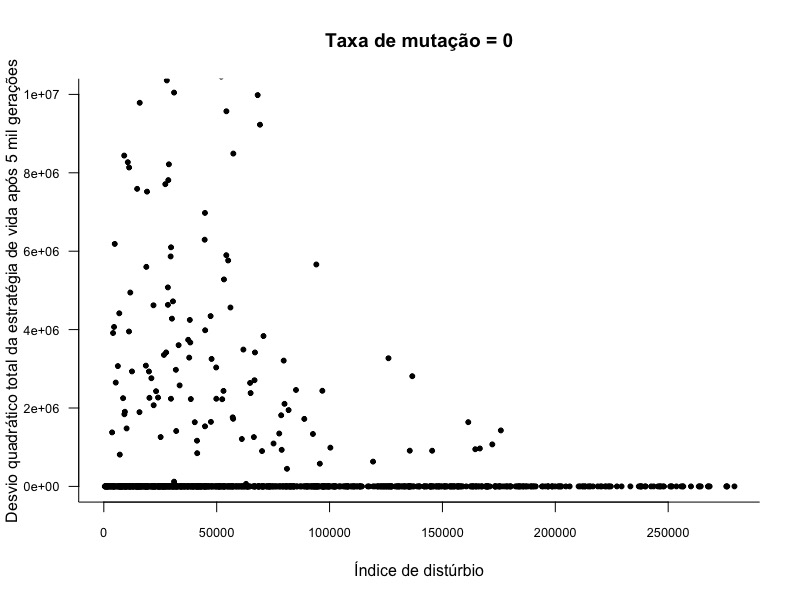 Taxa de mutação = 0
Desvio quadrático total da estratégia de vida após 5 mil gerações
1e+07
8e+06
6e+06
4e+06
2e+06
0e+00
0 50000 100000 150000 200000 250000
Índice de distúrbio